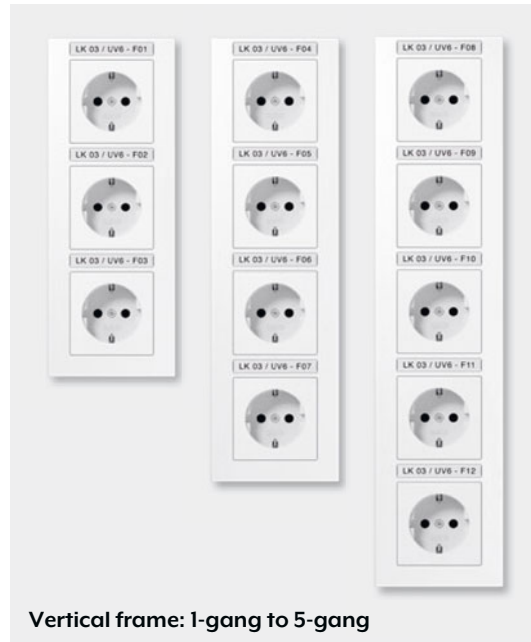 LK 03 / UV6 - F01
LK 03 / UV6 - F02
LK 03 / UV6 - F03
LK 03 / UV6 - F04
LK 03 / UV6 - F05
LK 03 / UV6 - F06
LK 03 / UV6 - F07
LK 03 / UV6 - F08
LK 03 / UV6 - F09
LK 03 / UV6 - F10
LK 03 / UV6 - F11
LK 03 / UV6 - F12
Vertical frame: 1-gang to 5-gang